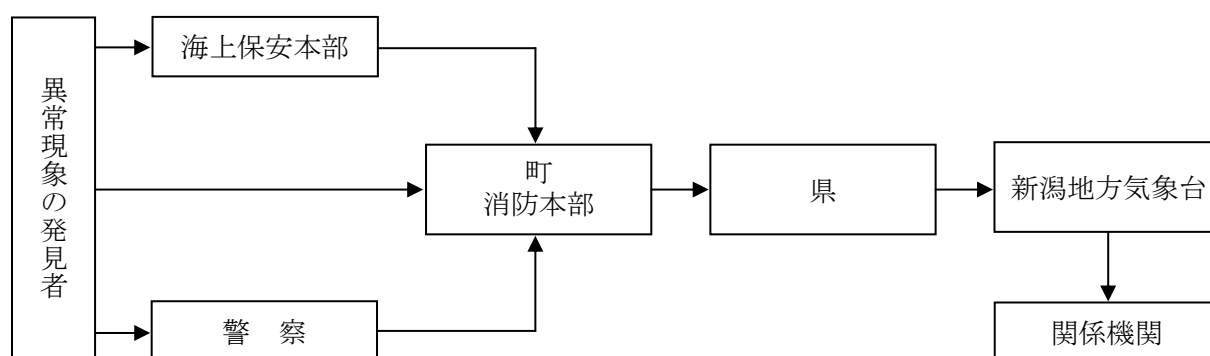 異常現象の発見者
海上保安本部
町
消防本部
県
新潟地方気象台
警　察
関係機関